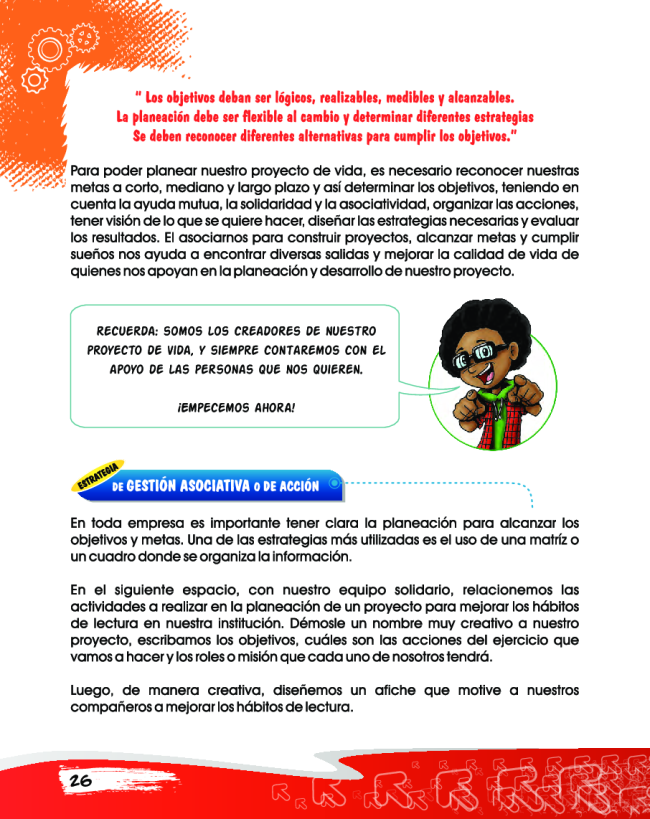 “ Los objetivos deban ser lógicos, realizables, medibles y alcanzables.
La planeación debe ser flexible al cambio y determinar diferentes estrategias
Se deben reconocer diferentes alternativas para cumplir los objetivos.”
Para poder planear nuestro proyecto de vida, es necesario reconocer nuestras
metas a corto, mediano y largo plazo y así determinar los objetivos, teniendo en
cuenta la ayuda mutua, la solidaridad y la asociatividad, organizar las acciones,
tener visión de lo que se quiere hacer, diseñar las estrategias necesarias y evaluar
los resultados. El asociarnos para construir proyectos, alcanzar metas y cumplir
sueños nos ayuda a encontrar diversas salidas y mejorar la calidad de vida de
quienes nos apoyan en la planeación y desarrollo de nuestro proyecto.
RECUERDA: SOMOS LOS CREADORES DE NUESTRO
PROYECTO DE VIDA, Y SIEMPRE CONTAREMOS CON EL
APOYO DE LAS PERSONAS QUE NOS QUIEREN.
¡EMPECEMOS AHORA!
ESTRATEGIA
DE GESTIÓN ASOCIATIVA O DE ACCIÓN
En toda empresa es importante tener clara la planeación para alcanzar los
objetivos y metas. Una de las estrategias más utilizadas es el uso de una matríz o
un cuadro donde se organiza la información.
En el siguiente espacio, con nuestro equipo solidario, relacionemos las
actividades a realizar en la planeación de un proyecto para mejorar los hábitos
de lectura en nuestra institución. Démosle un nombre muy creativo a nuestro
proyecto, escribamos los objetivos, cuáles son las acciones del ejercicio que
vamos a hacer y los roles o misión que cada uno de nosotros tendrá.
Luego, de manera creativa, diseñemos un afiche que motive a nuestros
compañeros a mejorar los hábitos de lectura.
26